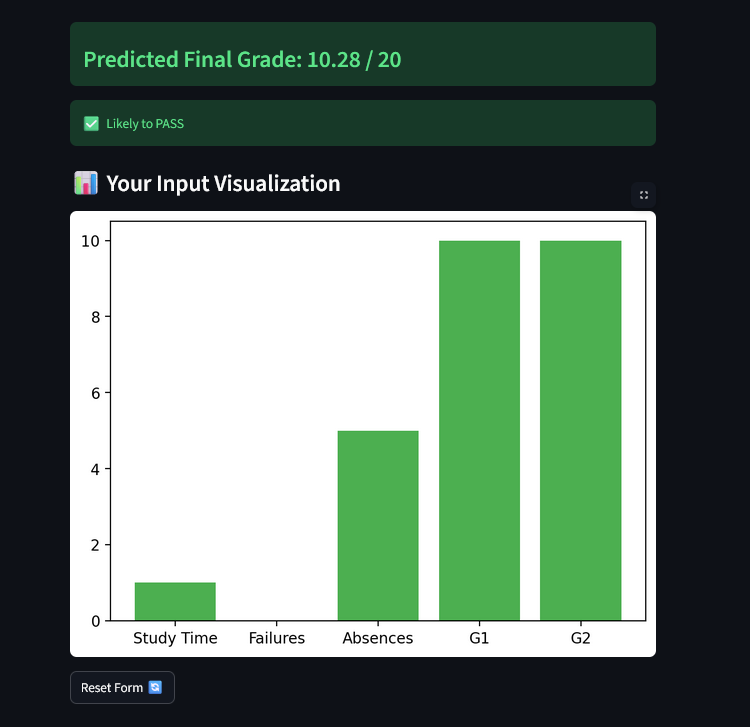 Predicted Final Grade: 10.28 / 20
✅ Likely to PASS
📊 Your Input Visualization
10
8
6
4
2
0
Study Time Failures Absences G1 G2
Reset Form 🔄